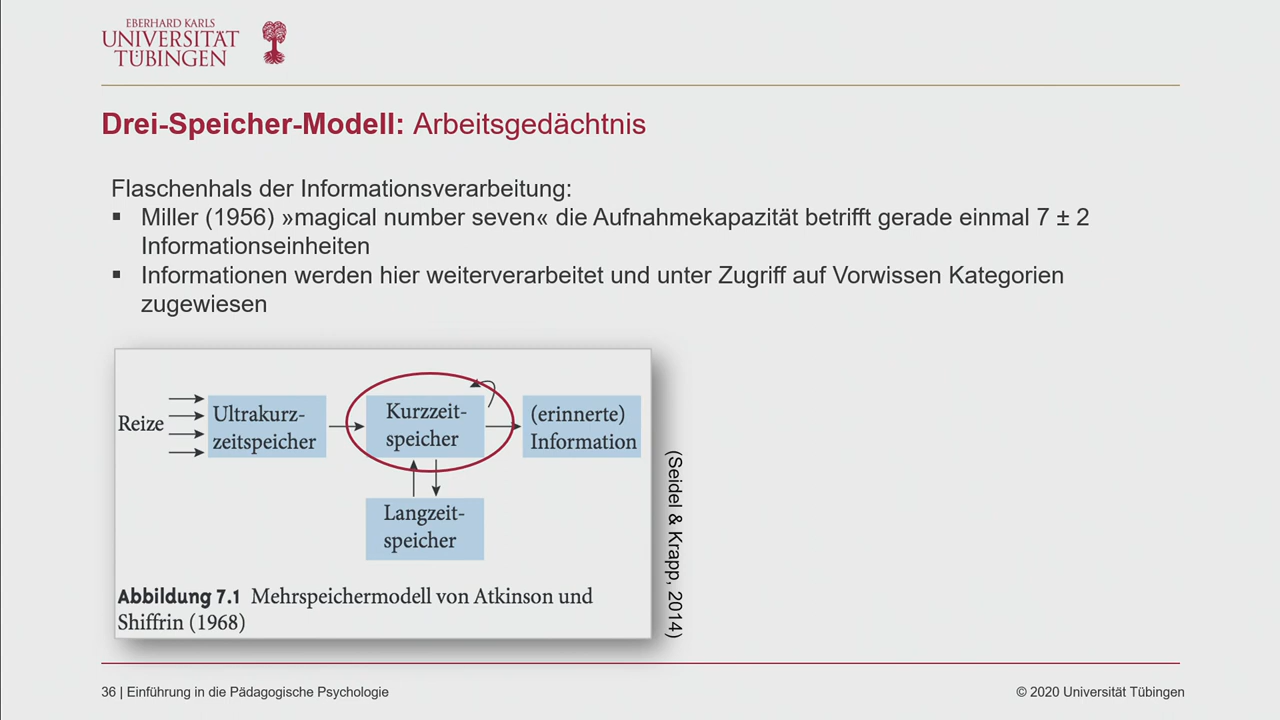 EBERHARD KARLS
UNIVERSITÄT
TÜBINGEN
Drei-Speicher-Modell: Arbeitsgedächtnis
Flaschenhals der Informationsverarbeitung:
▪ Miller (1956) »magical number seven« die Aufnahmekapazität betrifft gerade einmal 7 ± 2
Informationseinheiten
▪ Informationen werden hier weiterverarbeitet und unter Zugriff auf Vorwissen Kategorien
zugewiesen
Reize
Ultrakurz-
zeitspeicher
Kurzzeit-
speicher
(erinnerte)
Information
Langzeit-
speicher
Abbildung 7.1 Mehrspeichermodell von Atkinson und
Shiffrin (1968)
(Seidel & Krapp, 2014)
36 | Einführung in die Pädagogische Psychologie
© 2020 Universität Tübingen